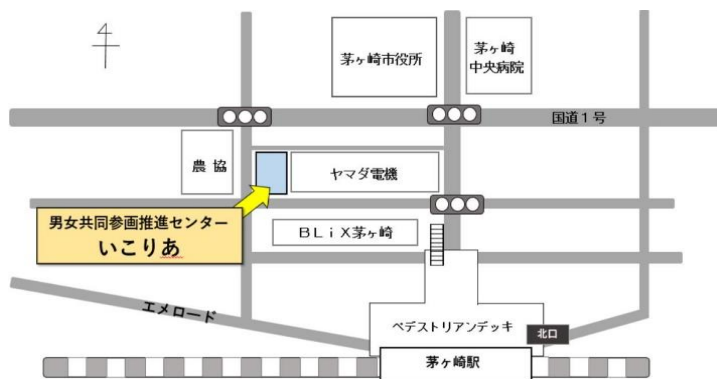 茅ヶ崎市役所
茅ヶ崎
中央病院
国道1号
農協
ヤマダ電機
男女共同参画推進センター
いこりあ
BLiX茅ヶ崎
エメロード
ペデストリアンデッキ
北口
茅ヶ崎駅